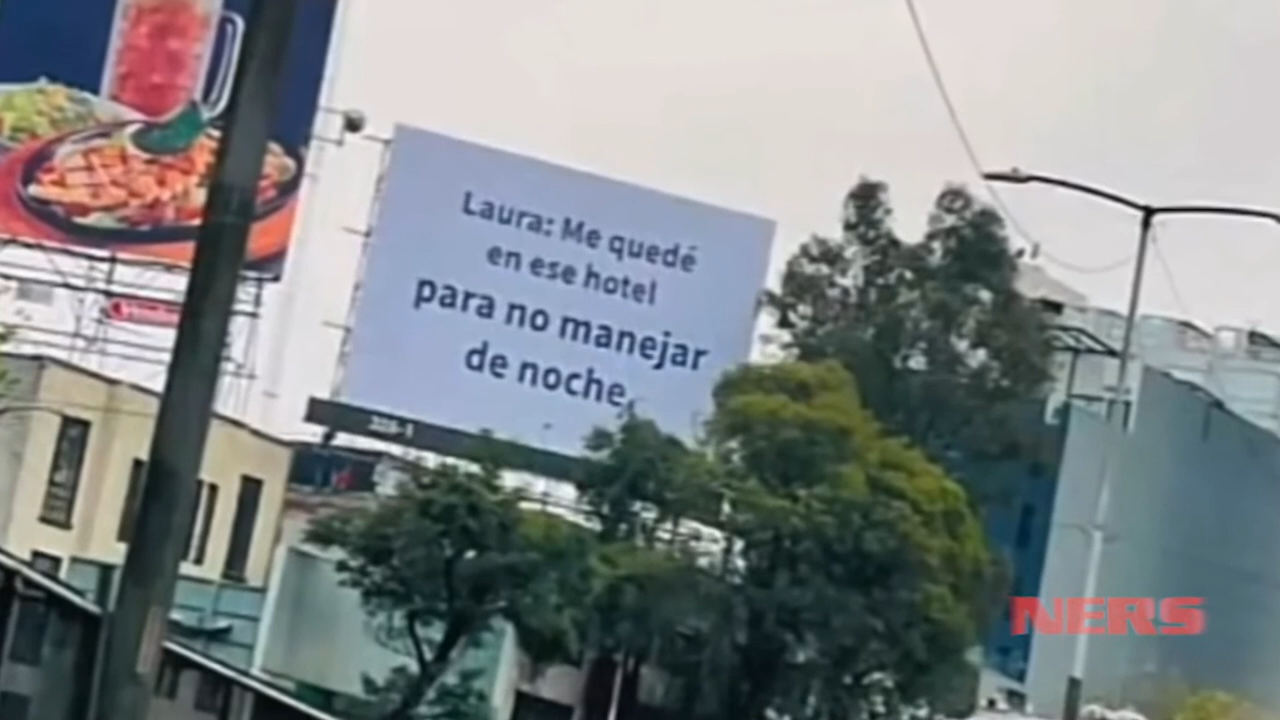 Laura: Me quedé
en ese hotel
para no manejar
de noche.
NERS